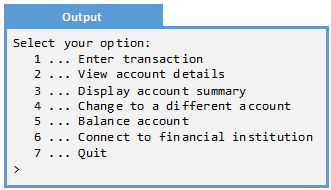 Output
Select your option:
1 ... Enter transaction
2 ... View account details
3 ... Display account summary
4 ... Change to a different account
5 ... Balance account
6 ... Connect to financial institution
7 ... Quit
>